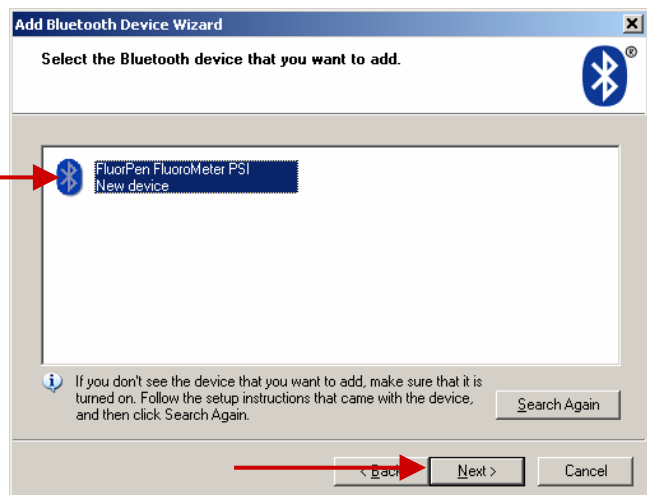 Add Bluetooth Device Wizard
Select the Bluetooth device that you want to add.
®
FluorPen FluoroMeter PSI
New device
If you don't see the device that you want to add, make sure that it is
turned on. Follow the setup instructions that came with the device,
and then click Search Again.
Search Again
< Back
Next >
Cancel